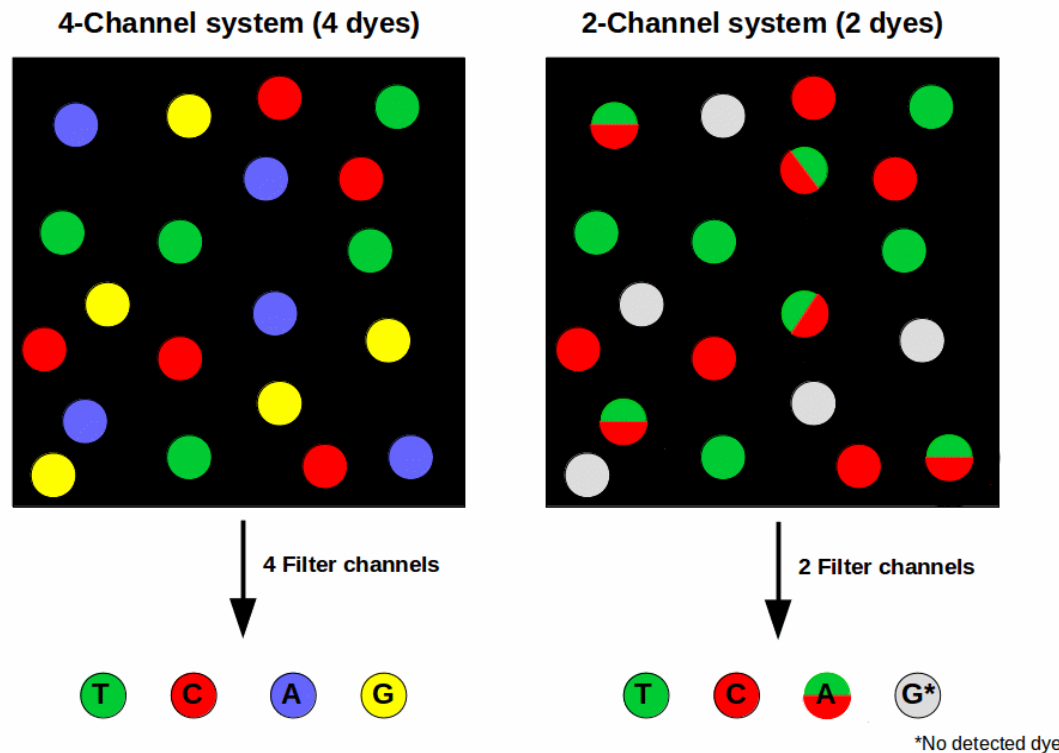 4-Channel system (4 dyes)
2-Channel system (2 dyes)
4 Filter channels
2 Filter channels
T C A G
T C A G*
*No detected dye